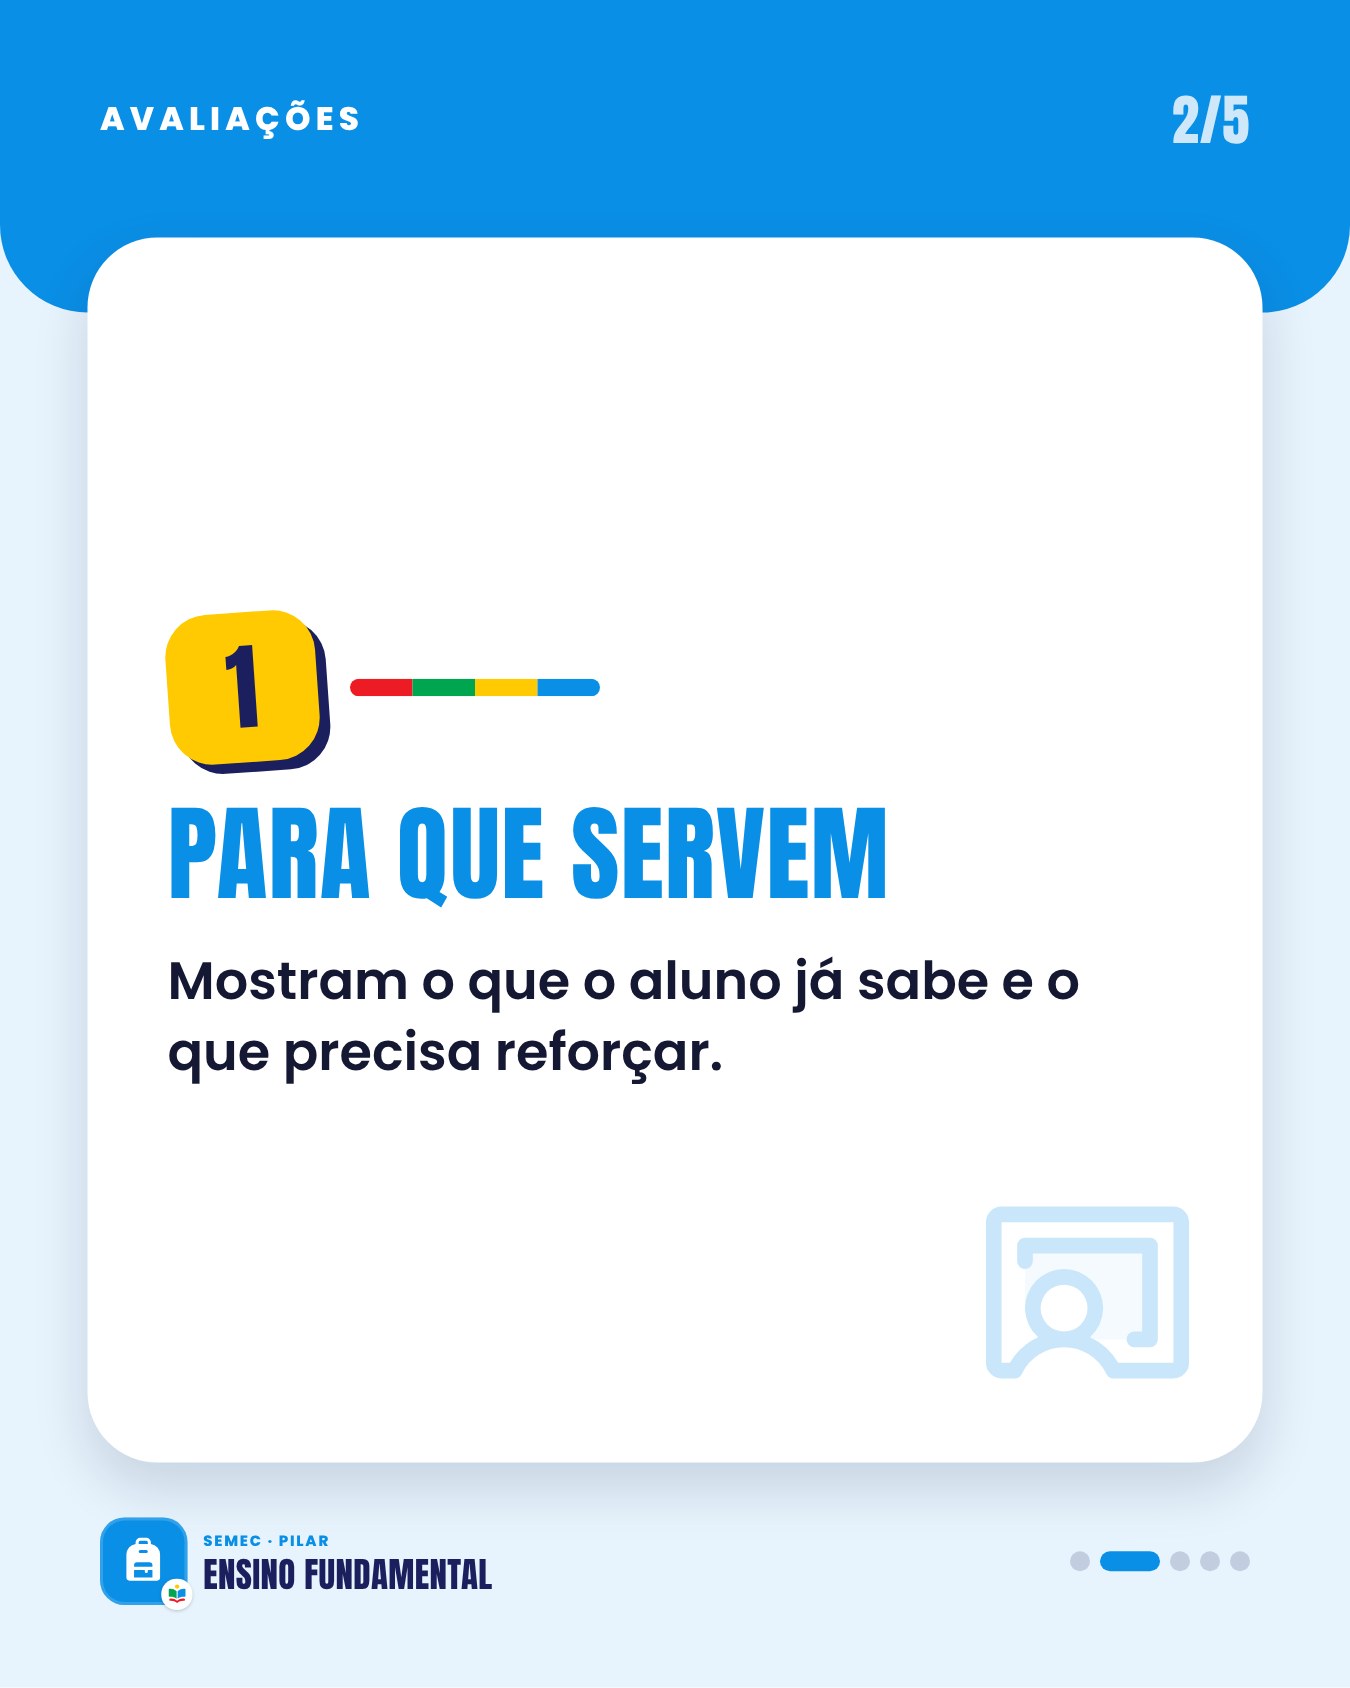 AVALIAÇÕES
2/5
1
PARA QUE SERVEM
Mostram o que o aluno já sabe e o
que precisa reforçar.
SEMEC · PILAR
ENSINO FUNDAMENTAL